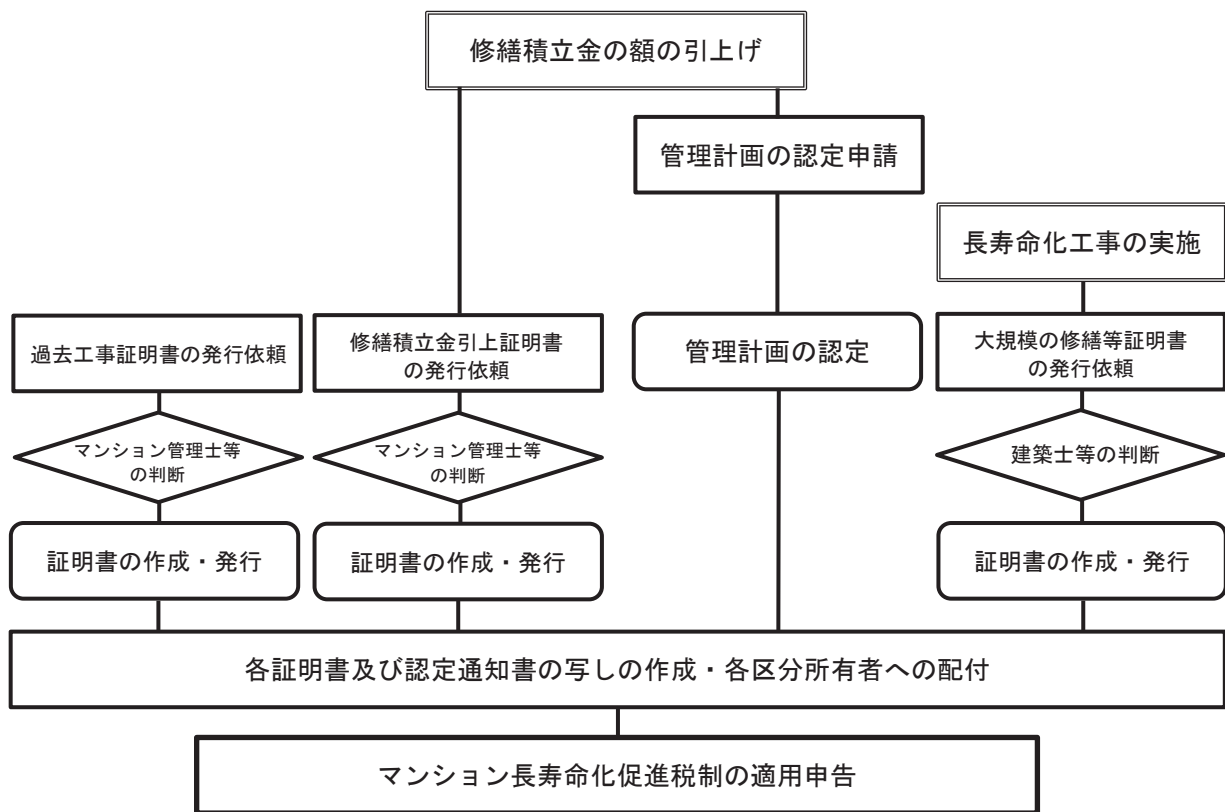 修繕積立金の額の引上げ
管理計画の認定申請
長寿命化工事の実施
過去工事証明書の発行依頼
修繕積立金引上証明書
の発行依頼
管理計画の認定
大規模の修繕等証明書
の発行依頼
マンション管理士等
の判断
マンション管理士等
の判断
建築士等の判断
証明書の作成・発行
証明書の作成・発行
証明書の作成・発行
各証明書及び認定通知書の写しの作成・各区分所有者への配付
マンション長寿命化促進税制の適用申告